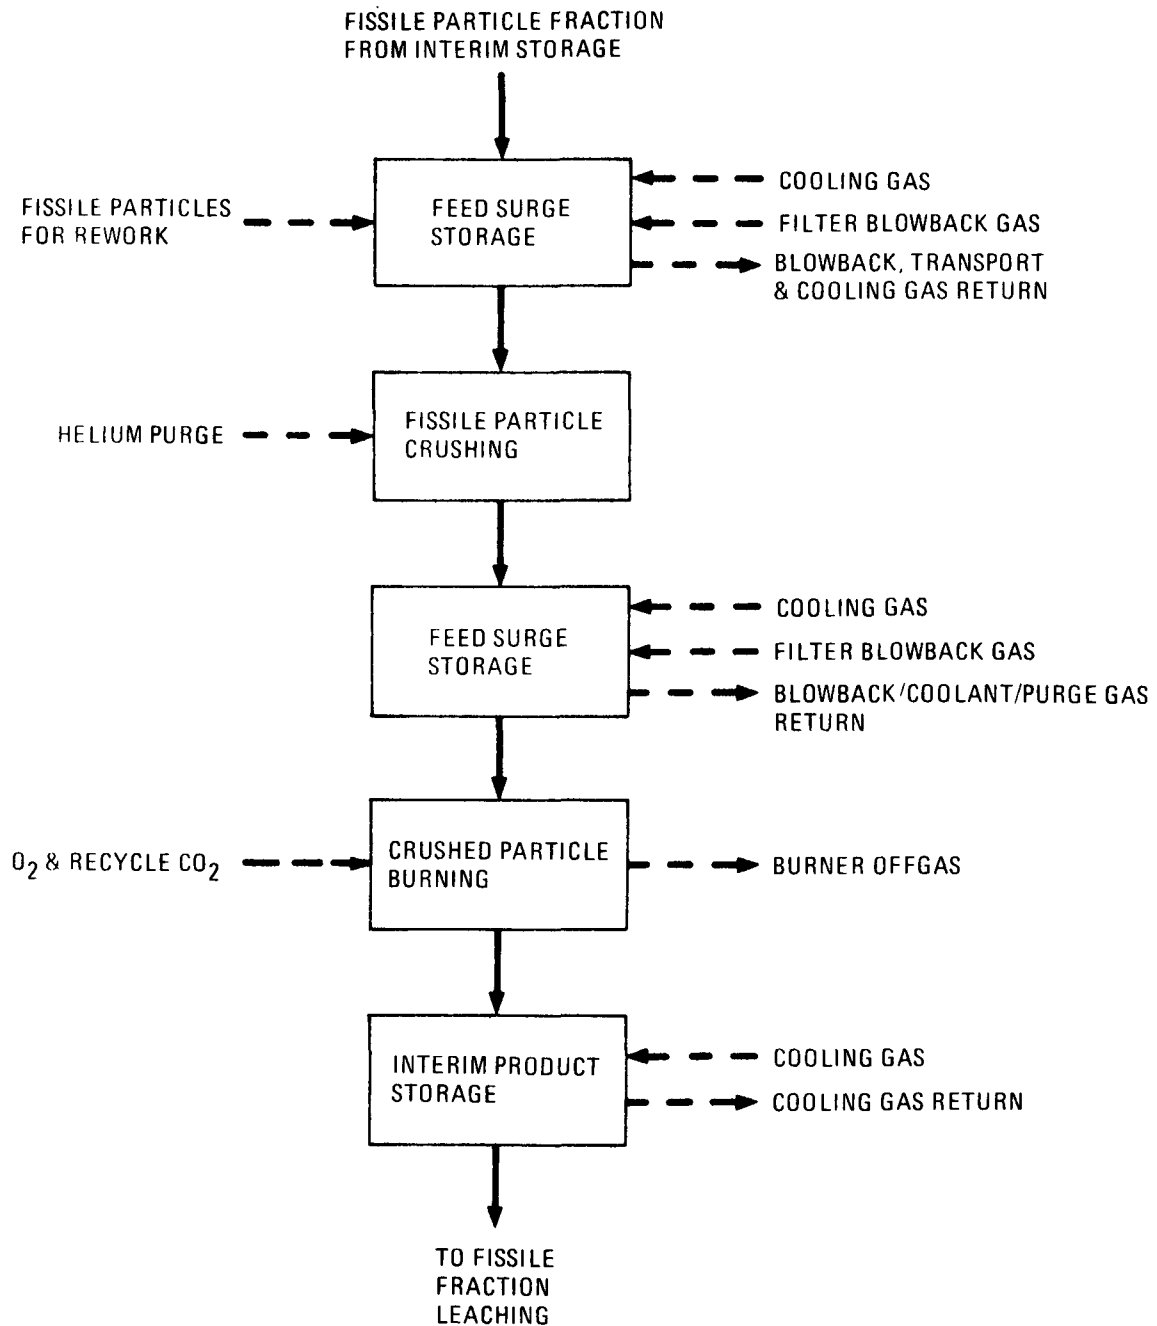 FISSILE PARTICLE FRACTION
FROM INTERIM STORAGE
FISSILE PARTICLES
FOR REWORK
FEED SURGE
STORAGE
COOLING GAS
FILTER BLOWBACK GAS
BLOWBACK, TRANSPORT
& COOLING GAS RETURN
HELIUM PURGE
FISSILE PARTICLE
CRUSHING
FEED SURGE
STORAGE
COOLING GAS
FILTER BLOWBACK GAS
BLOWBACK/COOLANT/PURGE GAS
RETURN
O₂ & RECYCLE CO₂
CRUSHED PARTICLE
BURNING
BURNER OFFGAS
INTERIM PRODUCT
STORAGE
COOLING GAS
COOLING GAS RETURN
TO FISSILE
FRACTION
LEACHING